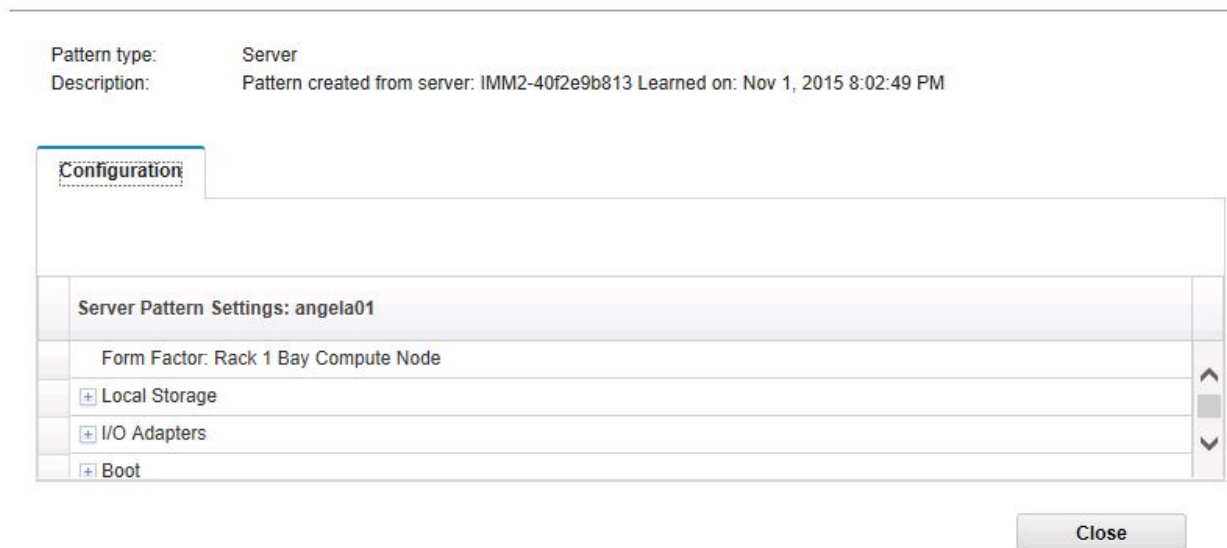 Pattern type: Server
Description: Pattern created from server: IMM2-40f2e9b813 Learned on: Nov 1, 2015 8:02:49 PM
Configuration
Server Pattern Settings: angela01
Form Factor: Rack 1 Bay Compute Node
Local Storage
I/O Adapters
Boot
Close